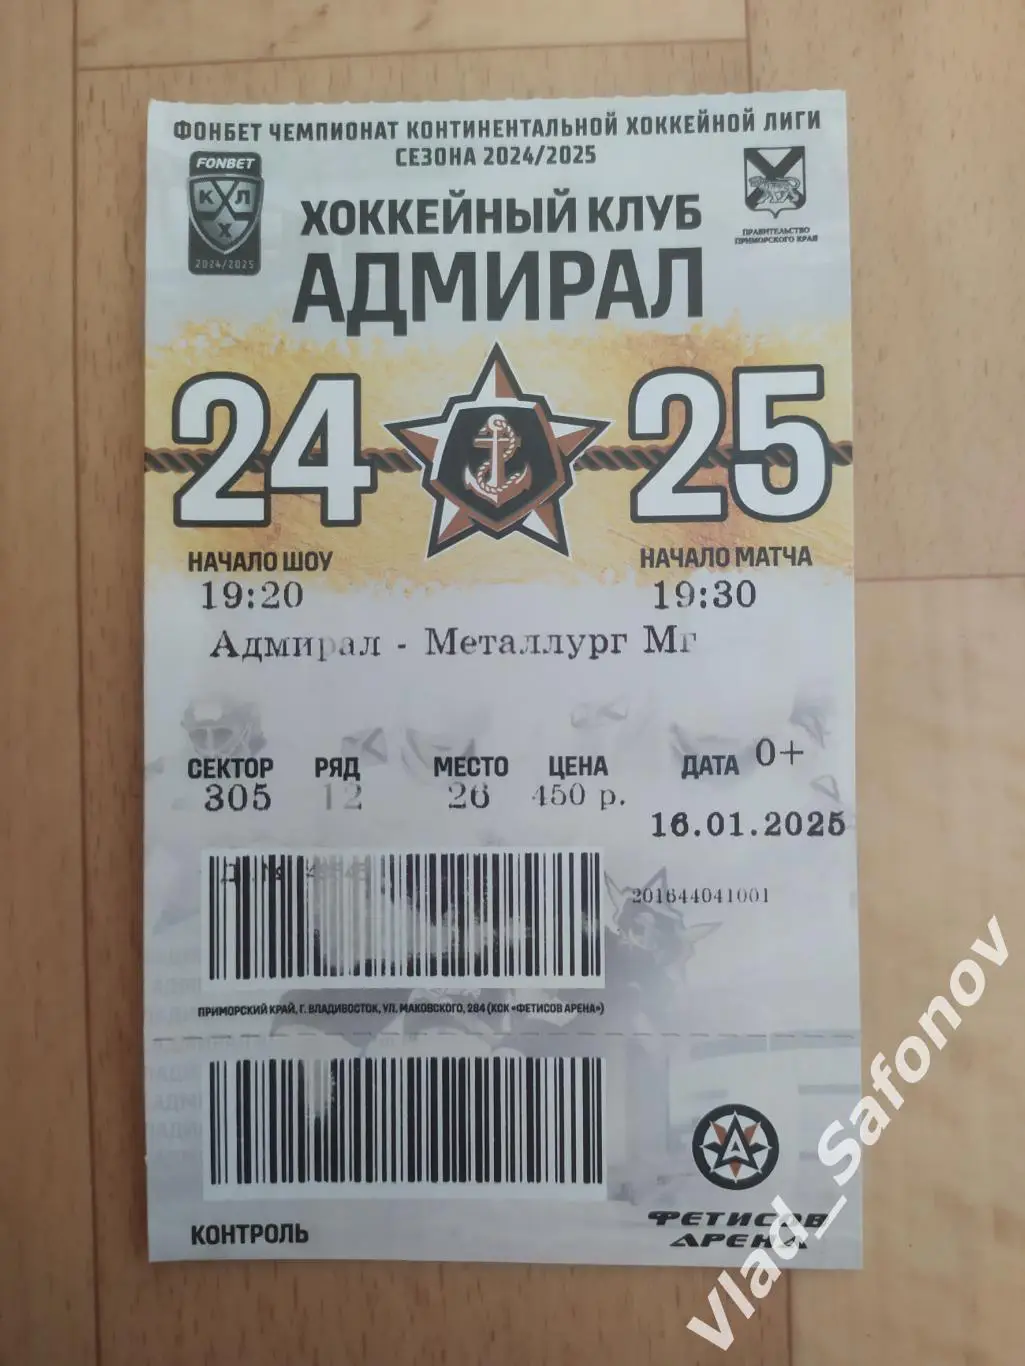 ФОНБЕТ ЧЕМПИОНАТ КОНТИНЕНТАЛЬНОЙ ХОККЕЙНОЙ ЛИГИ
СЕЗОНА 2024/2025
FONBET
КХЛ
2024/2025
ХОККЕЙНЫЙ КЛУБ
АДМИРАЛ
ПРАВИТЕЛЬСТВО
ПРИМОРСКОГО КРАЯ
24 25
НАЧАЛО ШОУ НАЧАЛО МАТЧА
19:20 19:30
Адмирал - Металлург Мг
СЕКТОР РЯД МЕСТО ЦЕНА ДАТА 0+
305 12 26 450 р. 16.01.2025
201644041001
ПРИМОРСКИЙ КРАЙ, Г. ВЛАДИВОСТОК, УЛ. МАКОВСКОГО, 284 (КСК «ФЕТИСОВ АРЕНА»)
КОНТРОЛЬ
ФЕТИСОВ
АРЕНА
Vlad_Safonov